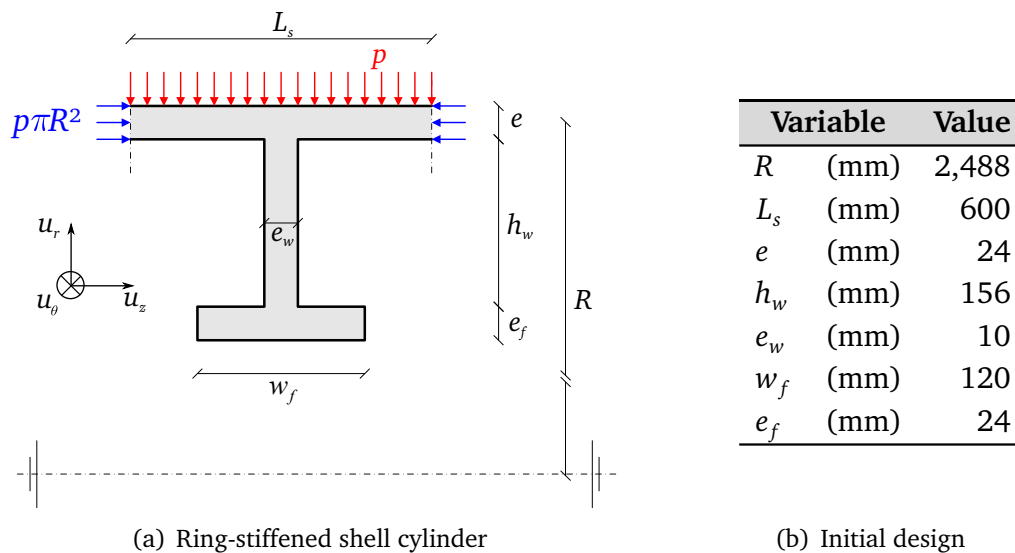 L_s
p
pπR²
e
e_w
h_w
R
e_f
w_f
u_r
u_θ
u_z
(a) Ring-stiffened shell cylinder
Variable Value
R (mm) 2,488
L_s (mm) 600
e (mm) 24
h_w (mm) 156
e_w (mm) 10
w_f (mm) 120
e_f (mm) 24
(b) Initial design